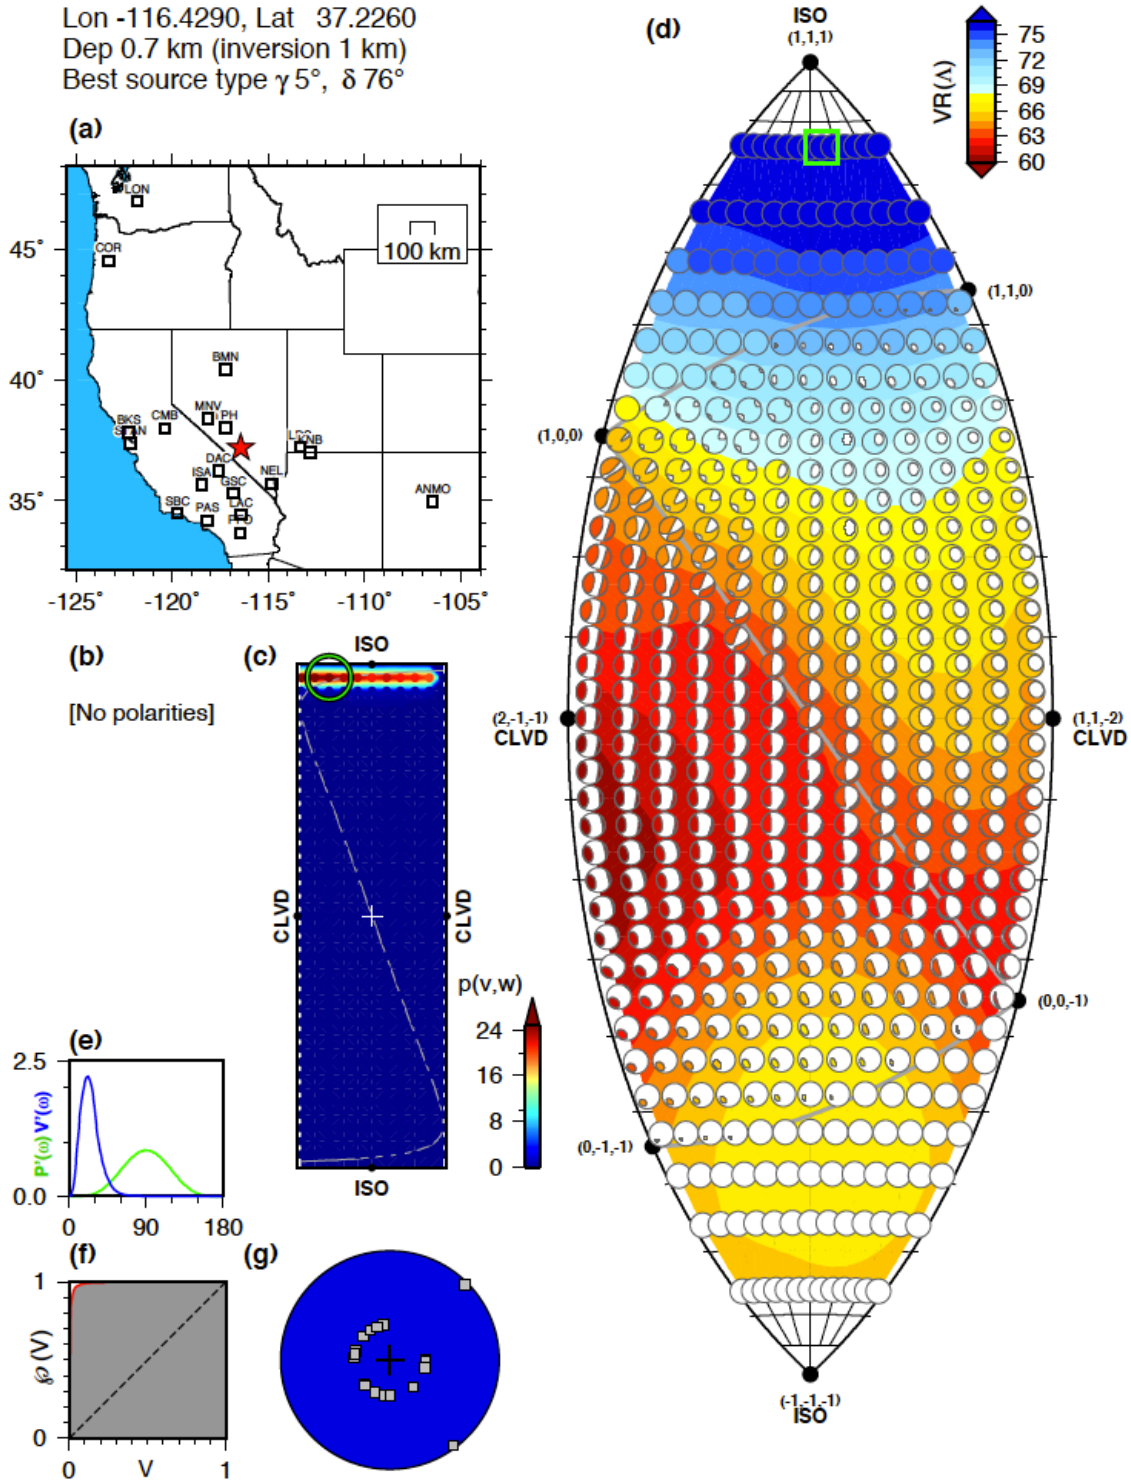 Lon -116.4290, Lat 37.2260
Dep 0.7 km (inversion 1 km)
Best source type γ 5°, δ 76°
(a)
LON
COR
BMN
MNV
PH
CMB
BKS
KNB
DAC
ISA
GSC
NEL
SBC
PAS
LAC
ANMO
100 km
45°
40°
35°
-125°
-120°
-115°
-110°
-105°
(b)
[No polarities]
(c)
ISO
CLVD
CLVD
ISO
p(v,w)
24
16
8
0
(d)
ISO
(1,1,1)
VR(Λ)
75
72
69
66
63
60
(1,1,0)
(1,0,0)
(2,-1,-1)
CLVD
(1,1,-2)
CLVD
(0,0,-1)
(0,-1,-1)
(-1,-1,-1)
ISO
(e)
P'(ω) V'(ω)
2.5
0.0
0
90
180
(f)
℘(V)
1
0
0
V
1
(g)